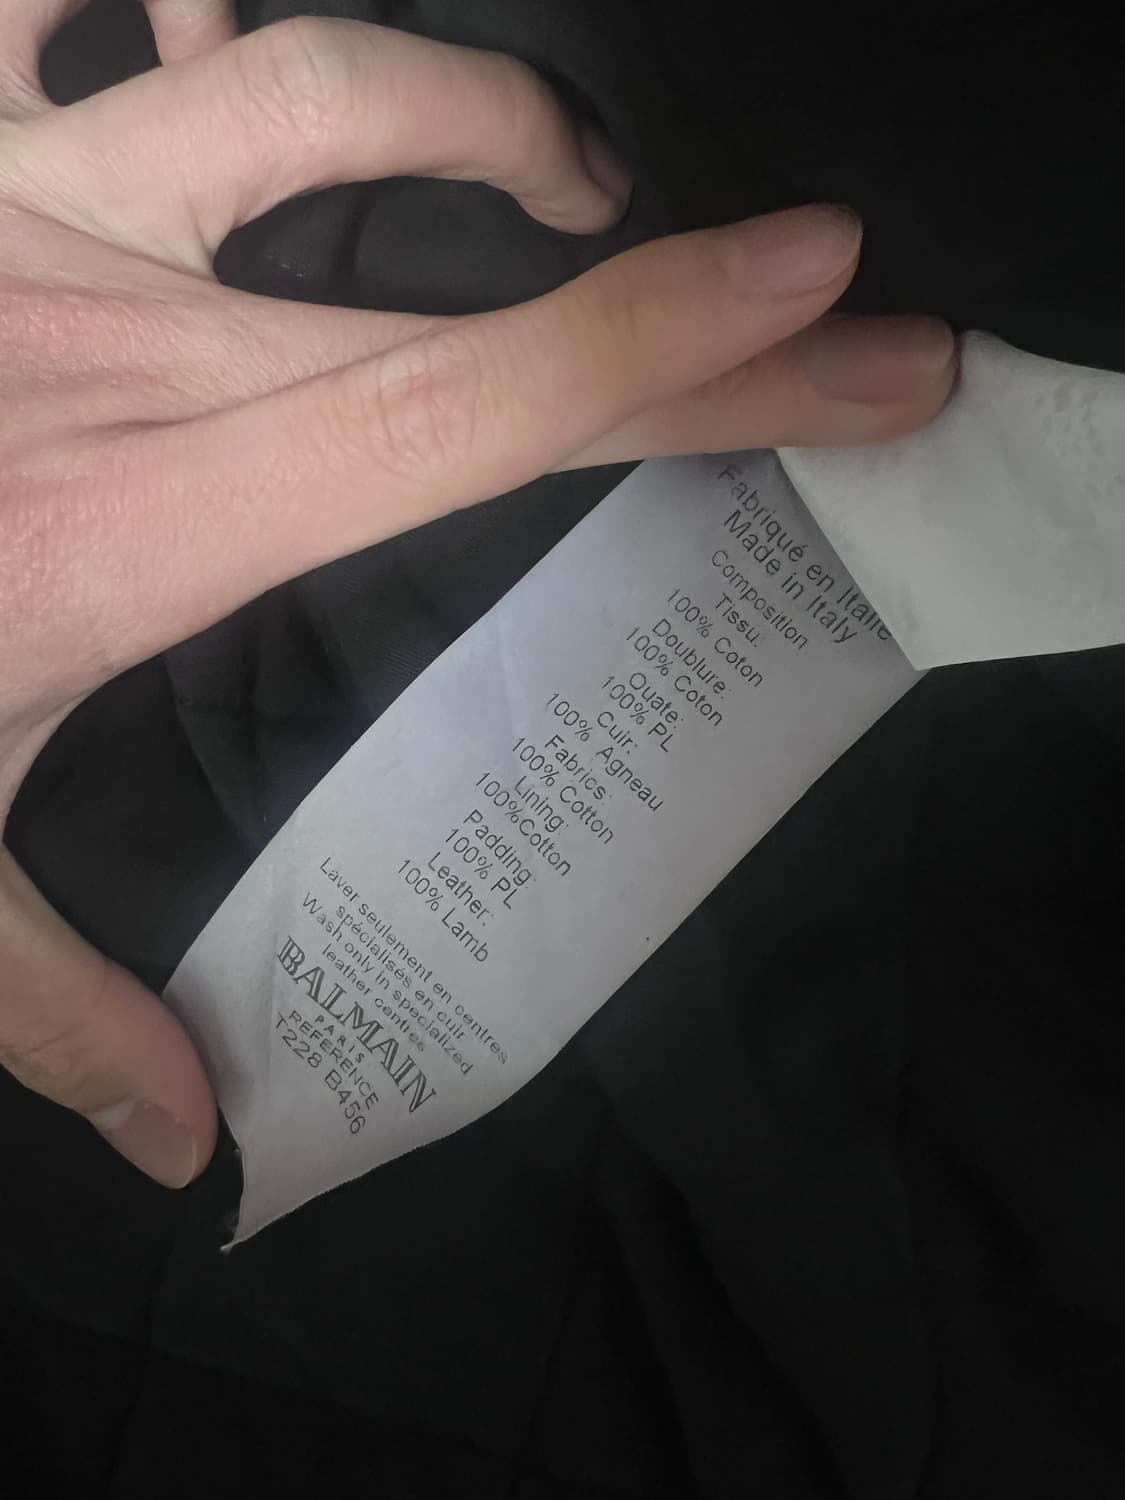 Fabriqué en Italie
Made in Italy
Composition
Tissu:
100% Coton
Doublure:
100% Coton
Ouate:
100% PL
Cuir:
100% Agneau
Fabrics:
100% Cotton
Lining:
100%Cotton
Padding:
100% PL
Leather:
100% Lamb
Laver seulement en centres
spécialisés en cuir
Wash only in specialized
leather centres
BALMAIN
PARIS
REFERENCE
T228 B456